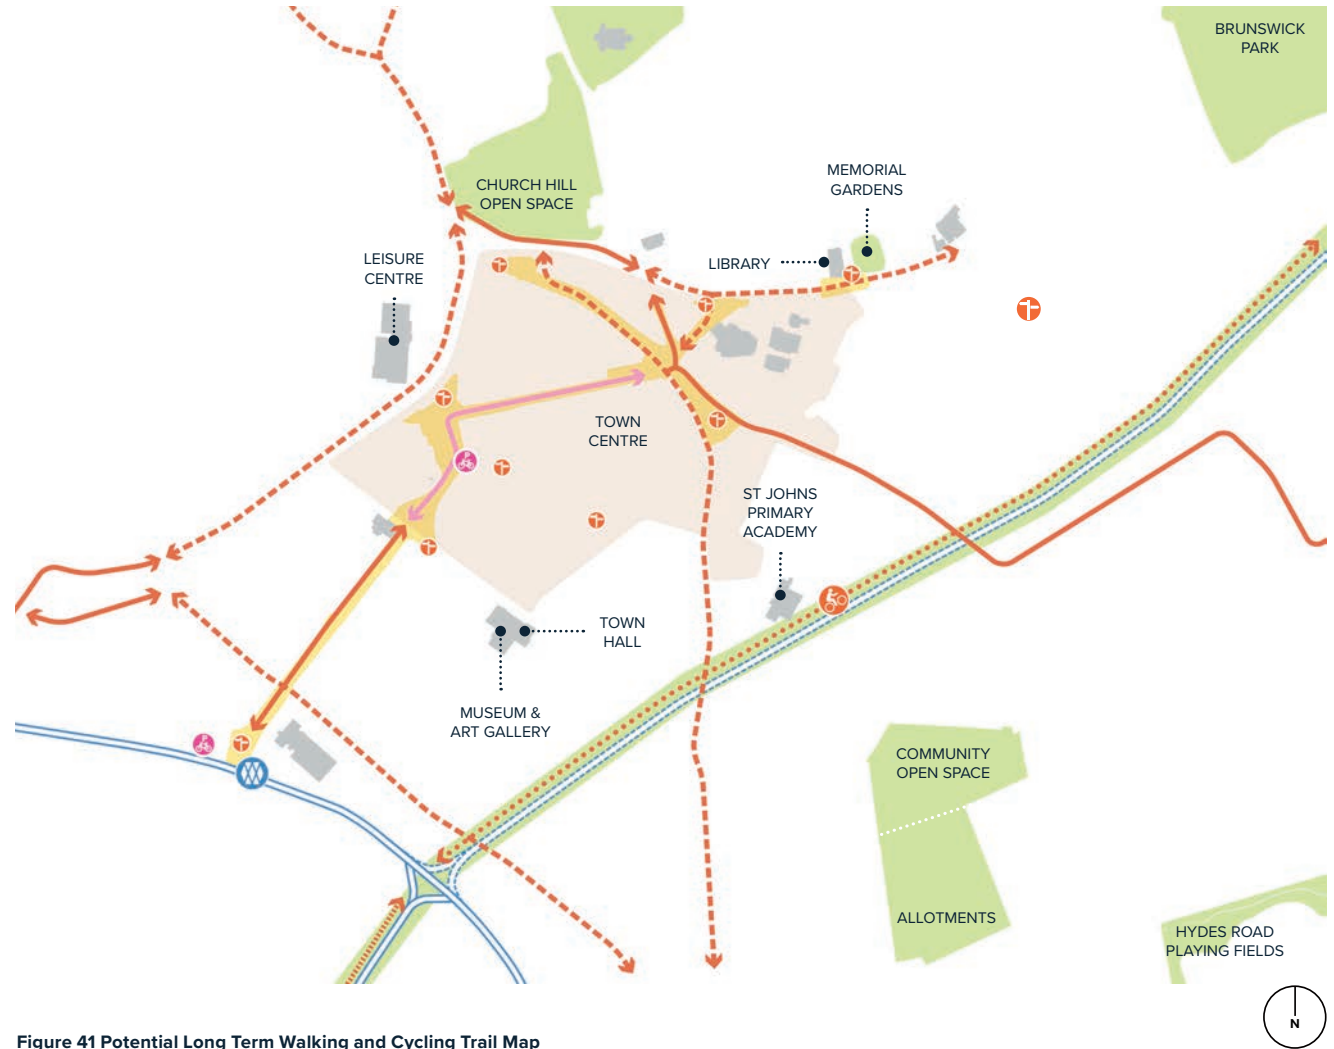 BRUNSWICK
PARK
MEMORIAL
GARDENS
CHURCH HILL
OPEN SPACE
LEISURE
CENTRE
LIBRARY
TOWN
CENTRE
ST JOHNS
PRIMARY
ACADEMY
TOWN
HALL
MUSEUM &
ART GALLERY
COMMUNITY
OPEN SPACE
ALLOTMENTS
HYDES ROAD
PLAYING FIELDS
N
Figure 41 Potential Long Term Walking and Cycling Trail Map